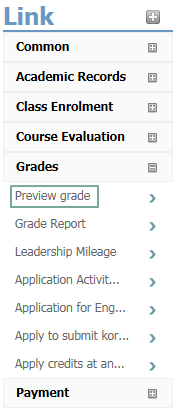 Link
Common
Academic Records
Class Enrolment
Course Evaluation
Grades
Preview grade
Grade Report
Leadership Mileage
Application Activit...
Application for Eng...
Apply to submit kor...
Apply credits at an...
Payment